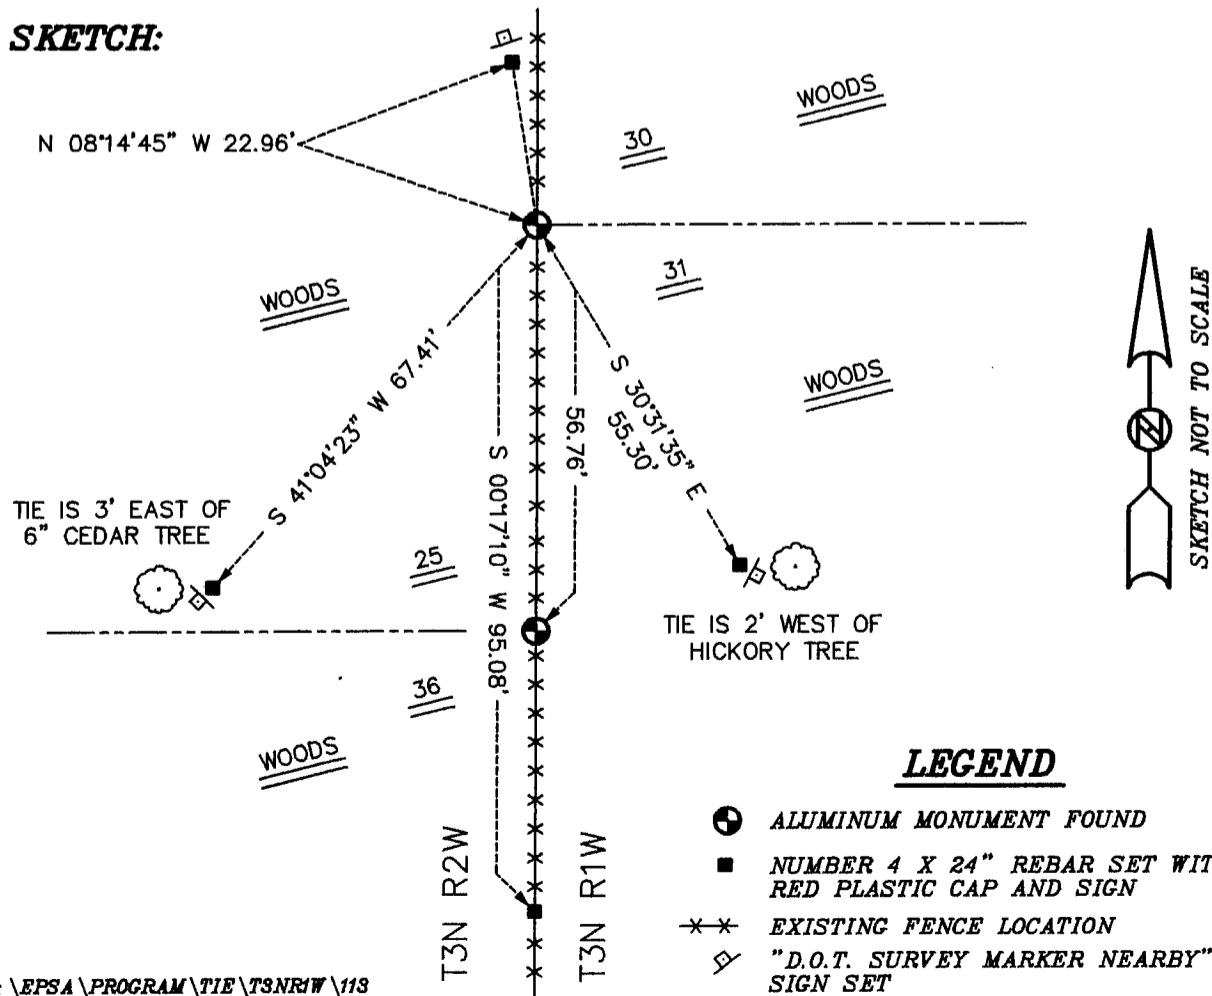 SKETCH:
WOODS
N 08°14'45" W 22.96'
30
31
WOODS
WOODS
S 41°04'23" W 67.41'
S 00°17'10" W 95.08'
56.76'
S 30°31'35" E
55.30'
SKETCH NOT TO SCALE
N
TIE IS 3' EAST OF
6" CEDAR TREE
25
TIE IS 2' WEST OF
HICKORY TREE
36
WOODS
T3N R2W
T3N R1W
LEGEND
ALUMINUM MONUMENT FOUND
NUMBER 4 X 24" REBAR SET WIT
RED PLASTIC CAP AND SIGN
EXISTING FENCE LOCATION
"D.O.T. SURVEY MARKER NEARBY"
SIGN SET
\EPSA\PROGRAM\TIE\T3NR1W\113